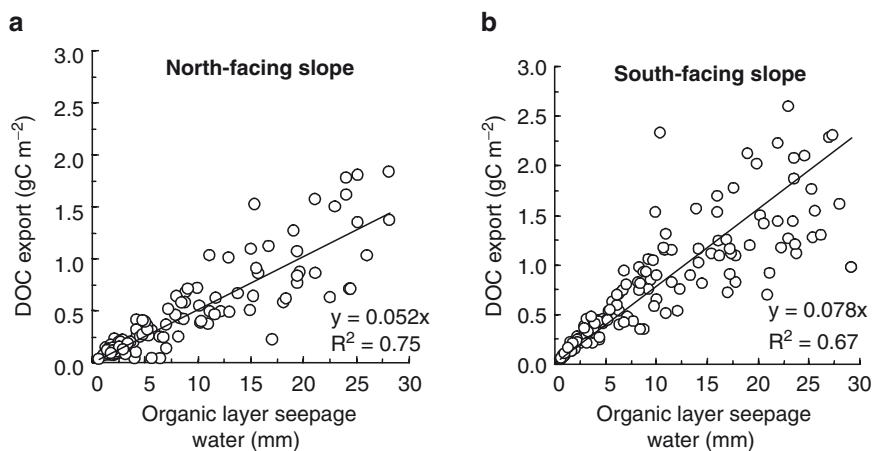 a
North-facing slope
DOC export (gC m⁻²)
3.0
2.5
2.0
1.5
1.0
0.5
0.0
y = 0.052x
R² = 0.75
0 5 10 15 20 25 30
Organic layer seepage
water (mm)
b
South-facing slope
DOC export (gC m⁻²)
3.0
2.5
2.0
1.5
1.0
0.5
0.0
y = 0.078x
R² = 0.67
0 5 10 15 20 25 30
Organic layer seepage
water (mm)